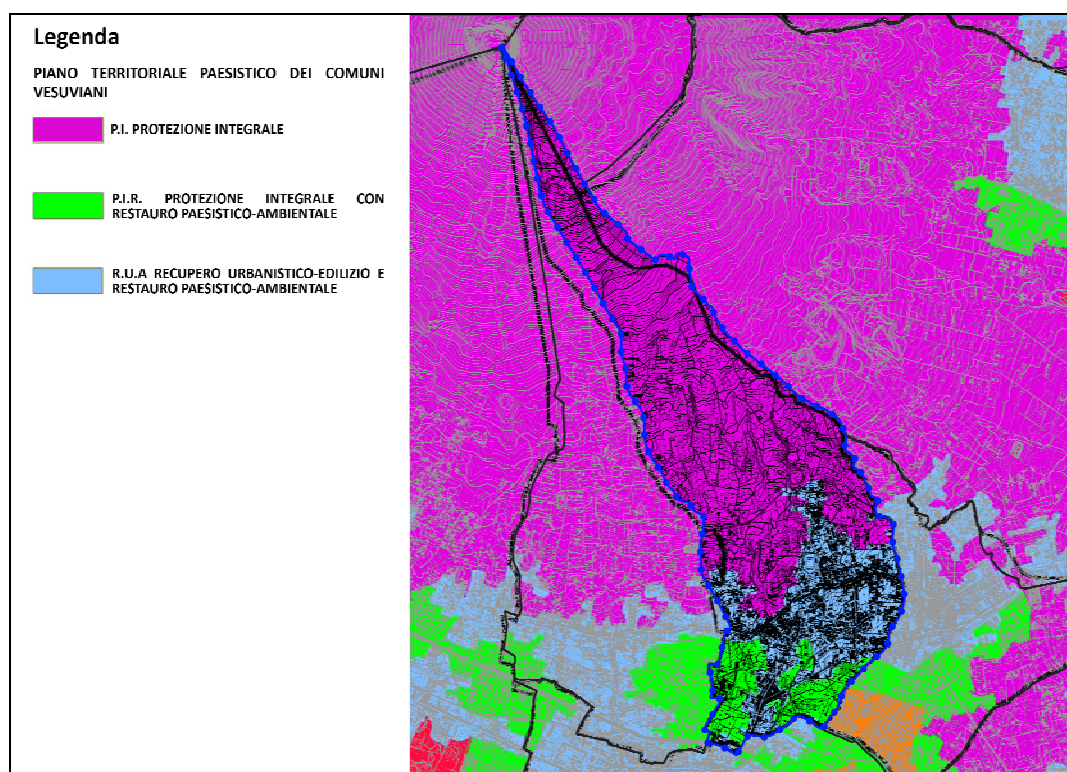 Legenda
PIANO TERRITORIALE PAESISTICO DEI COMUNI
VESUVIANI
P.I. PROTEZIONE INTEGRALE
P.I.R. PROTEZIONE INTEGRALE CON
RESTAURO PAESISTICO-AMBIENTALE
R.U.A RECUPERO URBANISTICO-EDILIZIO E
RESTAURO PAESISTICO-AMBIENTALE